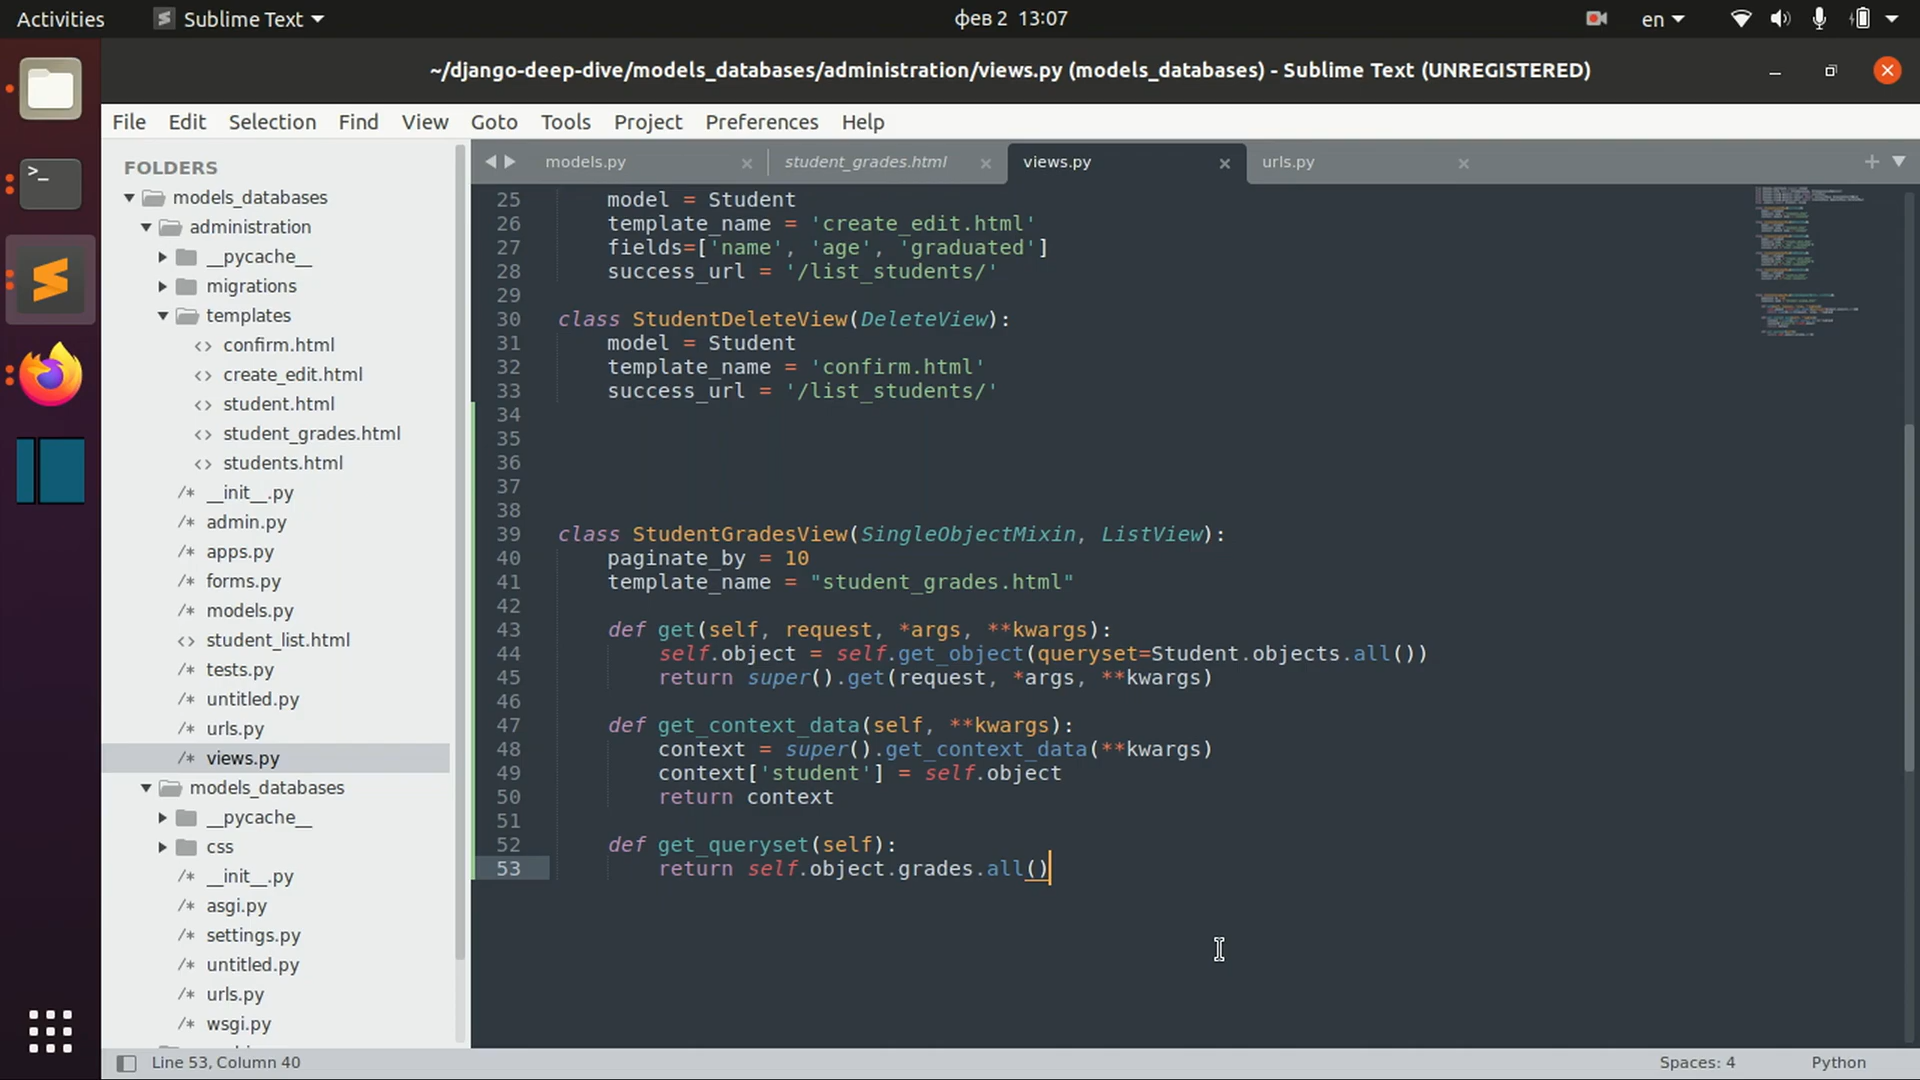 Activities
Sublime Text
фев 2 13:07
en
~/django-deep-dive/models_databases/administration/views.py (models_databases) - Sublime Text (UNREGISTERED)
File Edit Selection Find View Goto Tools Project Preferences Help
FOLDERS
models_databases
administration
__pycache__
migrations
templates
<> confirm.html
<> create_edit.html
<> student.html
<> student_grades.html
<> students.html
/* __init__.py
/* admin.py
/* apps.py
/* forms.py
/* models.py
<> student_list.html
/* tests.py
/* untitled.py
/* urls.py
/* views.py
models_databases
__pycache__
css
/* __init__.py
/* asgi.py
/* settings.py
/* untitled.py
/* urls.py
/* wsgi.py
models.py
student_grades.html
views.py
urls.py
25 model = Student
26 template_name = 'create_edit.html'
27 fields=['name', 'age', 'graduated']
28 success_url = '/list_students/'
29
30 class StudentDeleteView(DeleteView):
31 model = Student
32 template_name = 'confirm.html'
33 success_url = '/list_students/'
34
35
36
37
38
39 class StudentGradesView(SingleObjectMixin, ListView):
40 paginate_by = 10
41 template_name = "student_grades.html"
42
43 def get(self, request, *args, **kwargs):
44 self.object = self.get_object(queryset=Student.objects.all())
45 return super().get(request, *args, **kwargs)
46
47 def get_context_data(self, **kwargs):
48 context = super().get_context_data(**kwargs)
49 context['student'] = self.object
50 return context
51
52 def get_queryset(self):
53 return self.object.grades.all()
Line 53, Column 40
Spaces: 4
Python